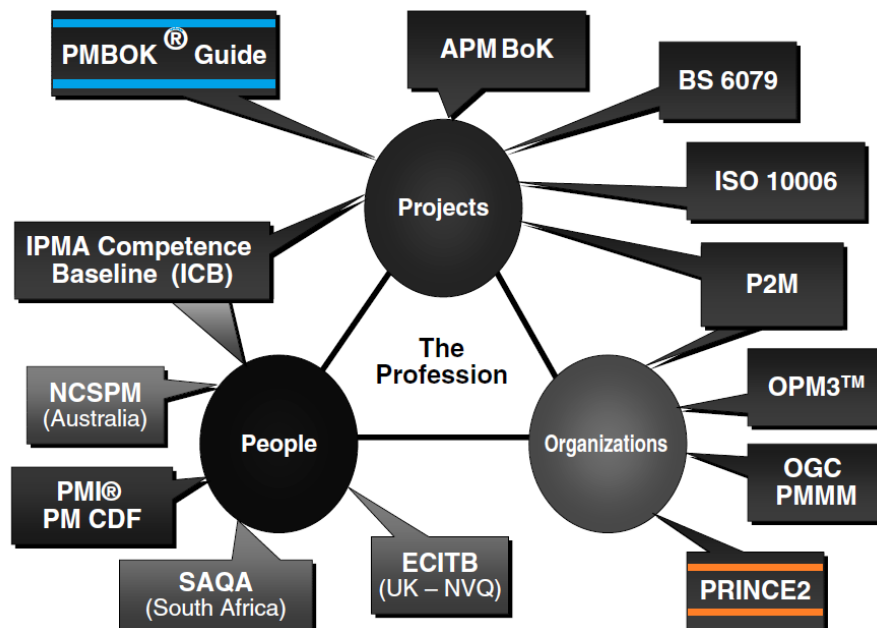 PMBOK ® Guide
APM BoK
BS 6079
ISO 10006
Projects
IPMA Competence
Baseline (ICB)
P2M
The
Profession
NCSPM
(Australia)
OPM3™
People
Organizations
PMI®
PM CDF
OGC
PMMM
SAQA
(South Africa)
ECITB
(UK – NVQ)
PRINCE2